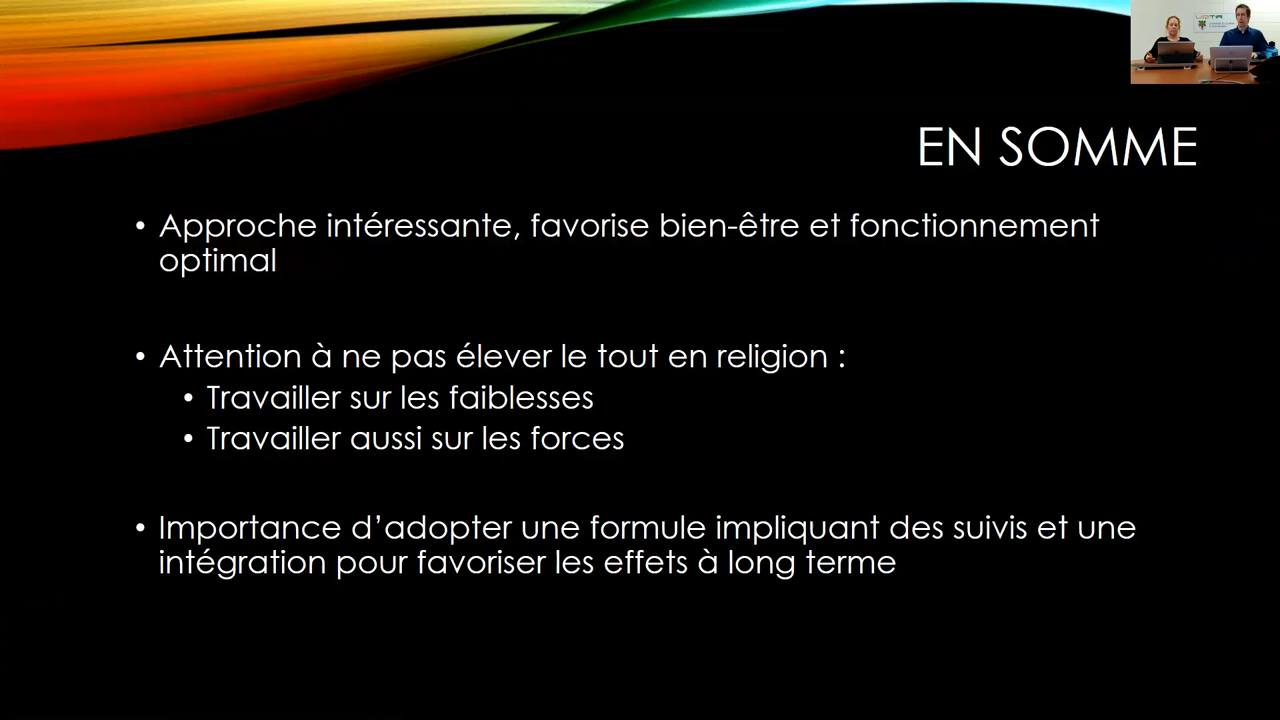 UQTR
EN SOMME
• Approche intéressante, favorise bien-être et fonctionnement
optimal
• Attention à ne pas élever le tout en religion :
• Travailler sur les faiblesses
• Travailler aussi sur les forces
• Importance d’adopter une formule impliquant des suivis et une
intégration pour favoriser les effets à long terme